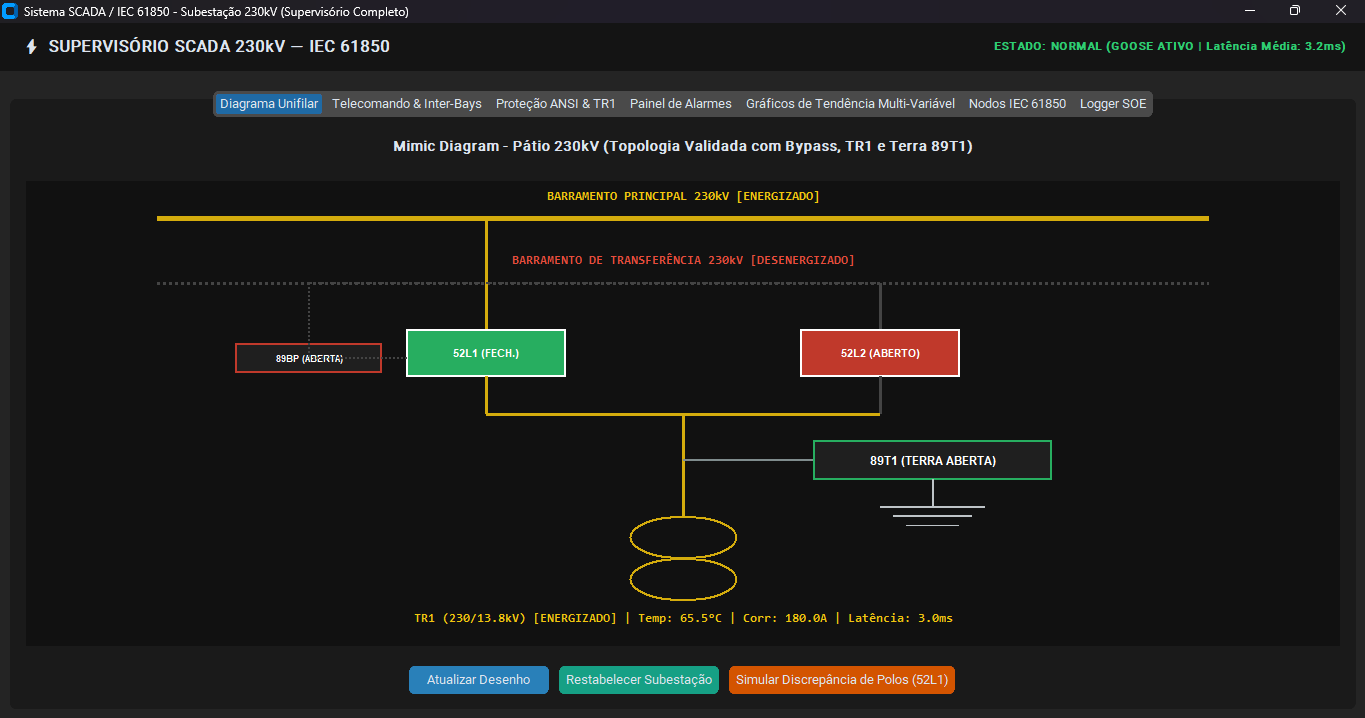 Sistema SCADA / IEC 61850 - Subestação 230kV (Supervisório Completo)
SUPERVISÓRIO SCADA 230kV — IEC 61850
ESTADO: NORMAL (GOOSE ATIVO | Latência Média: 3.2ms)
Diagrama Unifilar Telecomando & Inter-Bays Proteção ANSI & TR1 Painel de Alarmes Gráficos de Tendência Multi-Variável Nodos IEC 61850 Logger SOE
Mimic Diagram - Pátio 230kV (Topologia Validada com Bypass, TR1 e Terra 89T1)
BARRAMENTO PRINCIPAL 230kV [ENERGIZADO]
BARRAMENTO DE TRANSFERÊNCIA 230kV [DESENERGIZADO]
89BP (ABERTA)
52L1 (FECH.)
52L2 (ABERTO)
89T1 (TERRA ABERTA)
TR1 (230/13.8kV) [ENERGIZADO] | Temp: 65.5°C | Corr: 180.0A | Latência: 3.0ms
Atualizar Desenho
Restabelecer Subestação
Simular Discrepância de Polos (52L1)